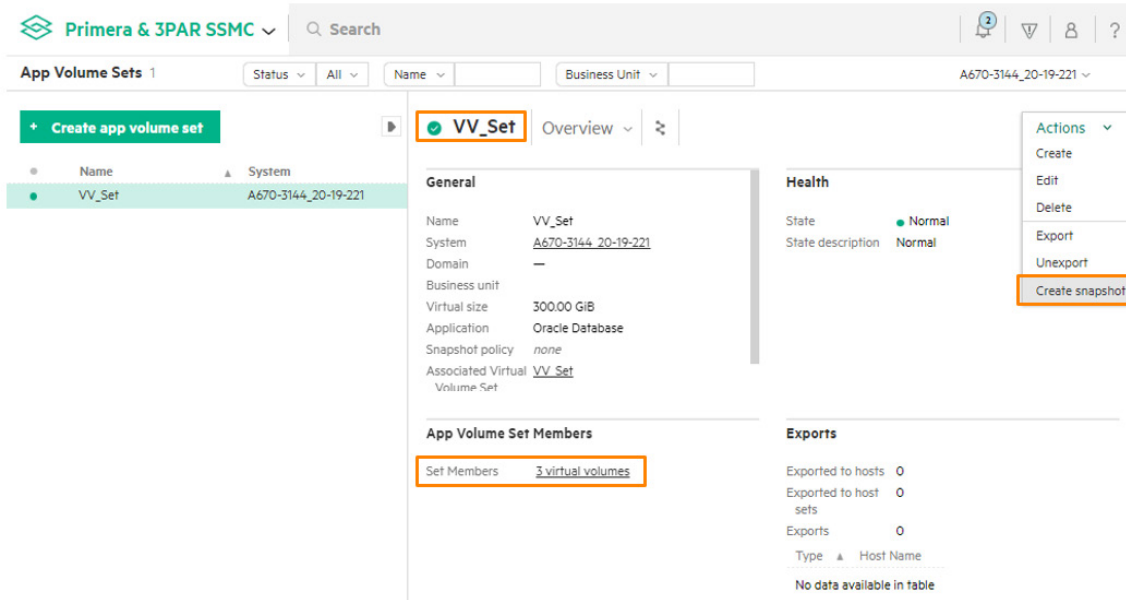 Primera & 3PAR SSMC
Search
2
?
App Volume Sets 1
Status
All
Name
Business Unit
A670-3144_20-19-221
+ Create app volume set
VV_Set
Overview
Actions
Create
Edit
Delete
Export
Unexport
Create snapshot
Name
System
VV_Set
A670-3144_20-19-221
General
Name VV_Set
System A670-3144_20-19-221
Domain —
Business unit
Virtual size 300.00 GiB
Application Oracle Database
Snapshot policy none
Associated Virtual VV_Set
Volume Set
Health
State Normal
State description Normal
App Volume Set Members
Set Members 3 virtual volumes
Exports
Exported to hosts 0
Exported to host 0
sets
Exports 0
Type Host Name
No data available in table